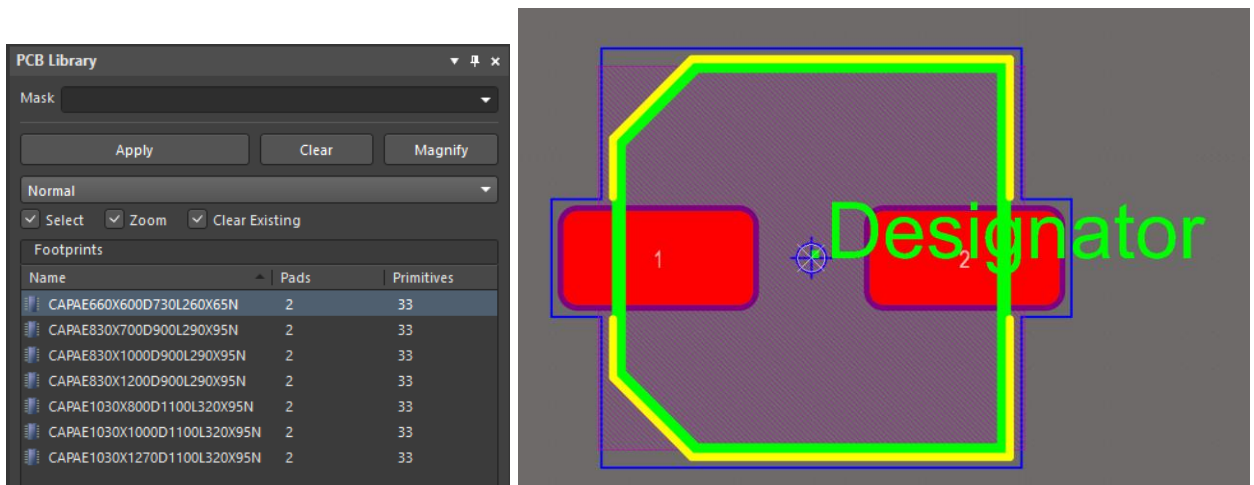 PCB Library
Mask
Apply Clear Magnify
Normal
Select Zoom Clear Existing
Footprints
Name Pads Primitives
CAPAE660X600D730L260X65N 2 33
CAPAE830X700D900L290X95N 2 33
CAPAE830X1000D900L290X95N 2 33
CAPAE830X1200D900L290X95N 2 33
CAPAE1030X800D1100L320X95N 2 33
CAPAE1030X1000D1100L320X95N 2 33
CAPAE1030X1270D1100L320X95N 2 33
Designator
1 2